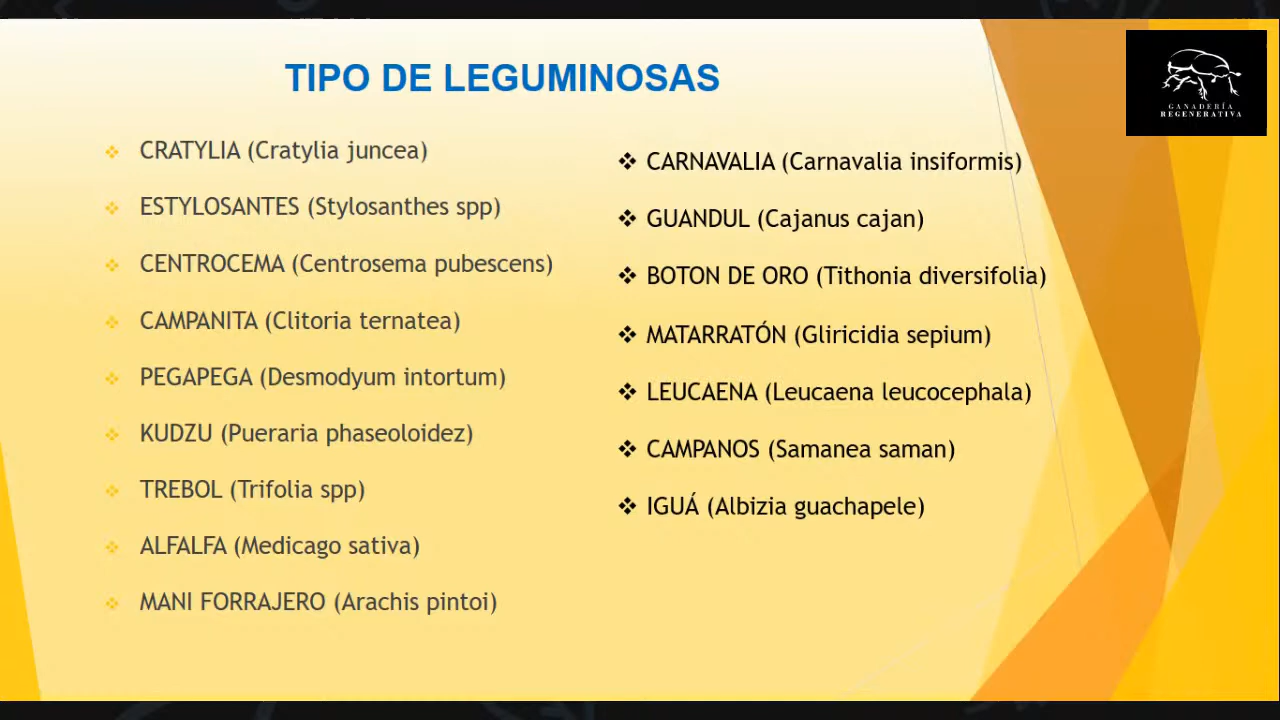 TIPO DE LEGUMINOSAS
GANADERÍA
REGENERATIVA
CRATYLIA (Cratylia juncea)
ESTYLOSANTES (Stylosanthes spp)
CENTROCEMA (Centrosema pubescens)
CAMPANITA (Clitoria ternatea)
PEGAPEGA (Desmodyum intortum)
KUDZU (Pueraria phaseoloidez)
TREBOL (Trifolia spp)
ALFALFA (Medicago sativa)
MANI FORRAJERO (Arachis pintoi)
CARNAVALIA (Carnavalia insiformis)
GUANDUL (Cajanus cajan)
BOTON DE ORO (Tithonia diversifolia)
MATARRATÓN (Gliricidia sepium)
LEUCAENA (Leucaena leucocephala)
CAMPANOS (Samanea saman)
IGUÁ (Albizia guachapele)